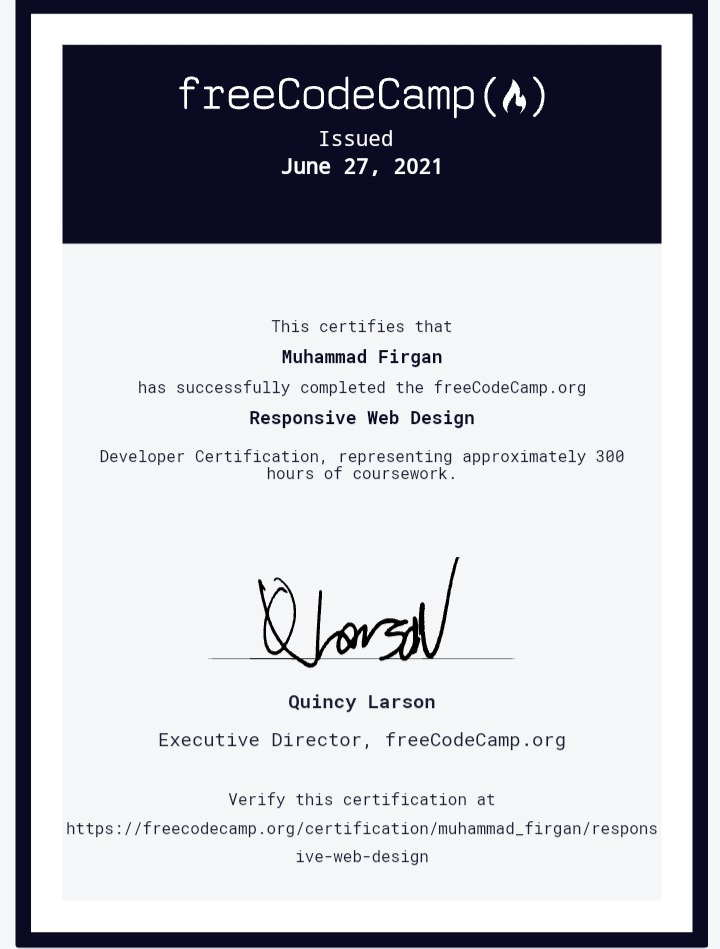 freeCodeCamp(🔥)
Issued
June 27, 2021
This certifies that
Muhammad Firgan
has successfully completed the freeCodeCamp.org
Responsive Web Design
Developer Certification, representing approximately 300
hours of coursework.
QLarson
Quincy Larson
Executive Director, freeCodeCamp.org
Verify this certification at
https://freecodecamp.org/certification/muhammad_firgan/respons
ive-web-design